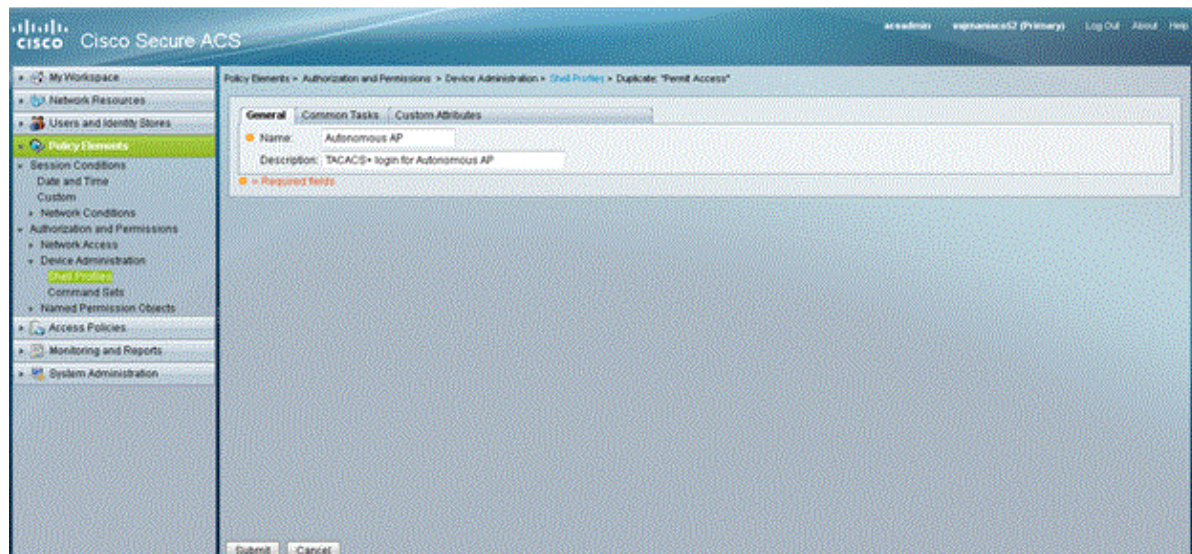 CISCO Cisco Secure ACS
acsadmin (Primary) Log Out About Help
My Workspace
Network Resources
Users and Identity Stores
Policy Elements
Session Conditions
Date and Time
Custom
Network Conditions
Authorization and Permissions
Network Access
Device Administration
Shell Profiles
Command Sets
Named Permission Objects
Access Policies
Monitoring and Reports
System Administration
Policy Elements > Authorization and Permissions > Device Administration > Shell Profiles > Duplicate: "Permit Access"
General Common Tasks Custom Attributes
Name: Autonomous AP
Description: TACACS+ login for Autonomous AP
= Required fields
Submit Cancel